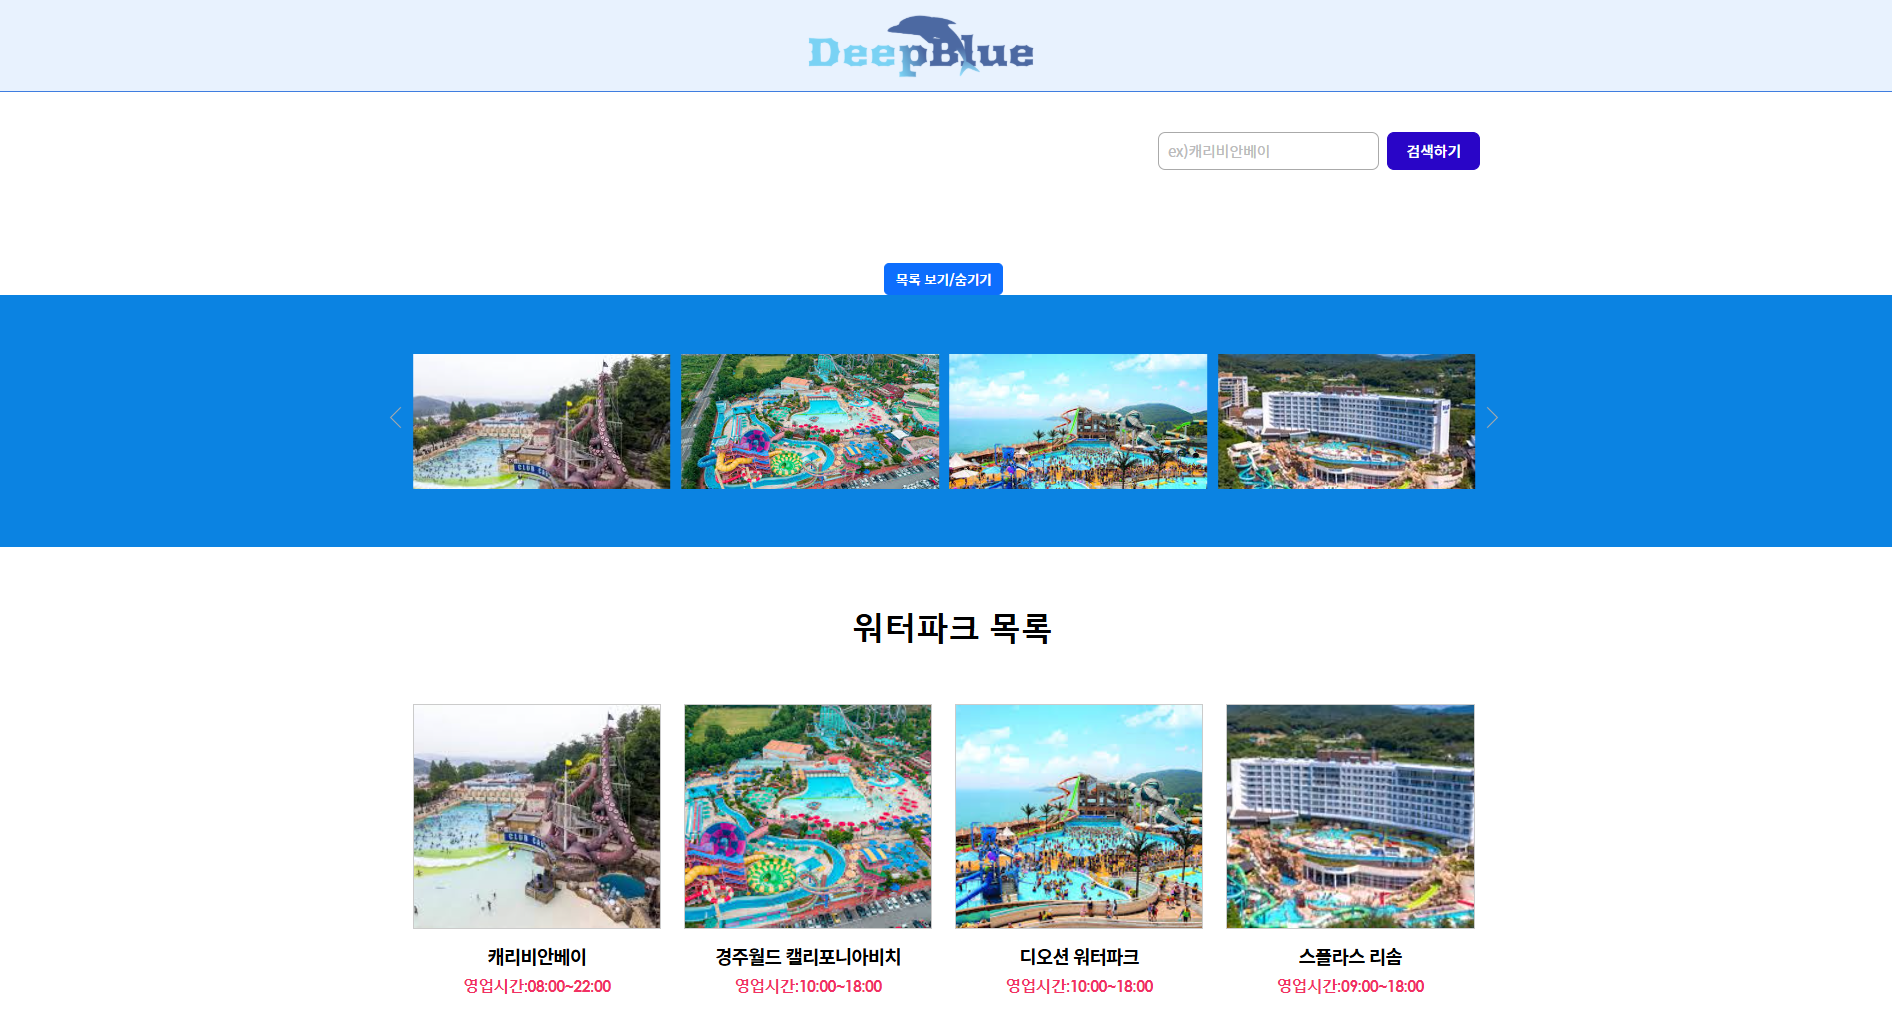 DeepBlue
ex)캐리비안베이
검색하기
목록 보기/숨기기
워터파크 목록
캐리비안베이
경주월드 캘리포니아비치
디오션 워터파크
스플라스 리솜
영업시간:08:00~22:00
영업시간:10:00~18:00
영업시간:10:00~18:00
영업시간:09:00~18:00